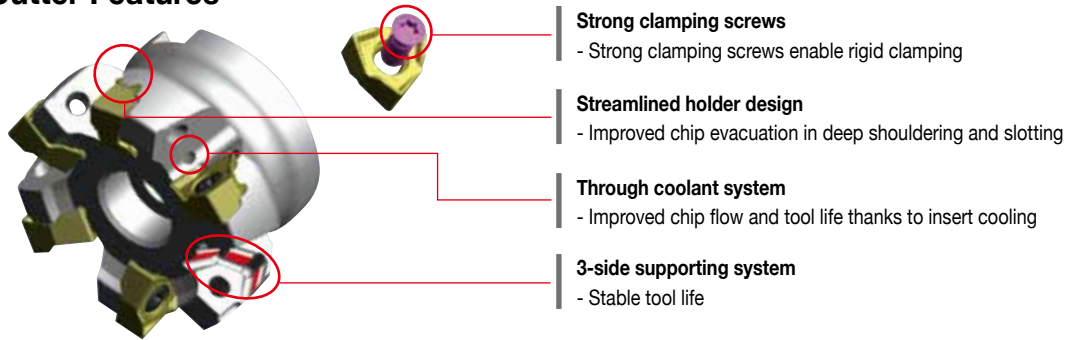 Cutter Features
Strong clamping screws
- Strong clamping screws enable rigid clamping
Streamlined holder design
- Improved chip evacuation in deep shouldering and slotting
Through coolant system
- Improved chip flow and tool life thanks to insert cooling
3-side supporting system
- Stable tool life